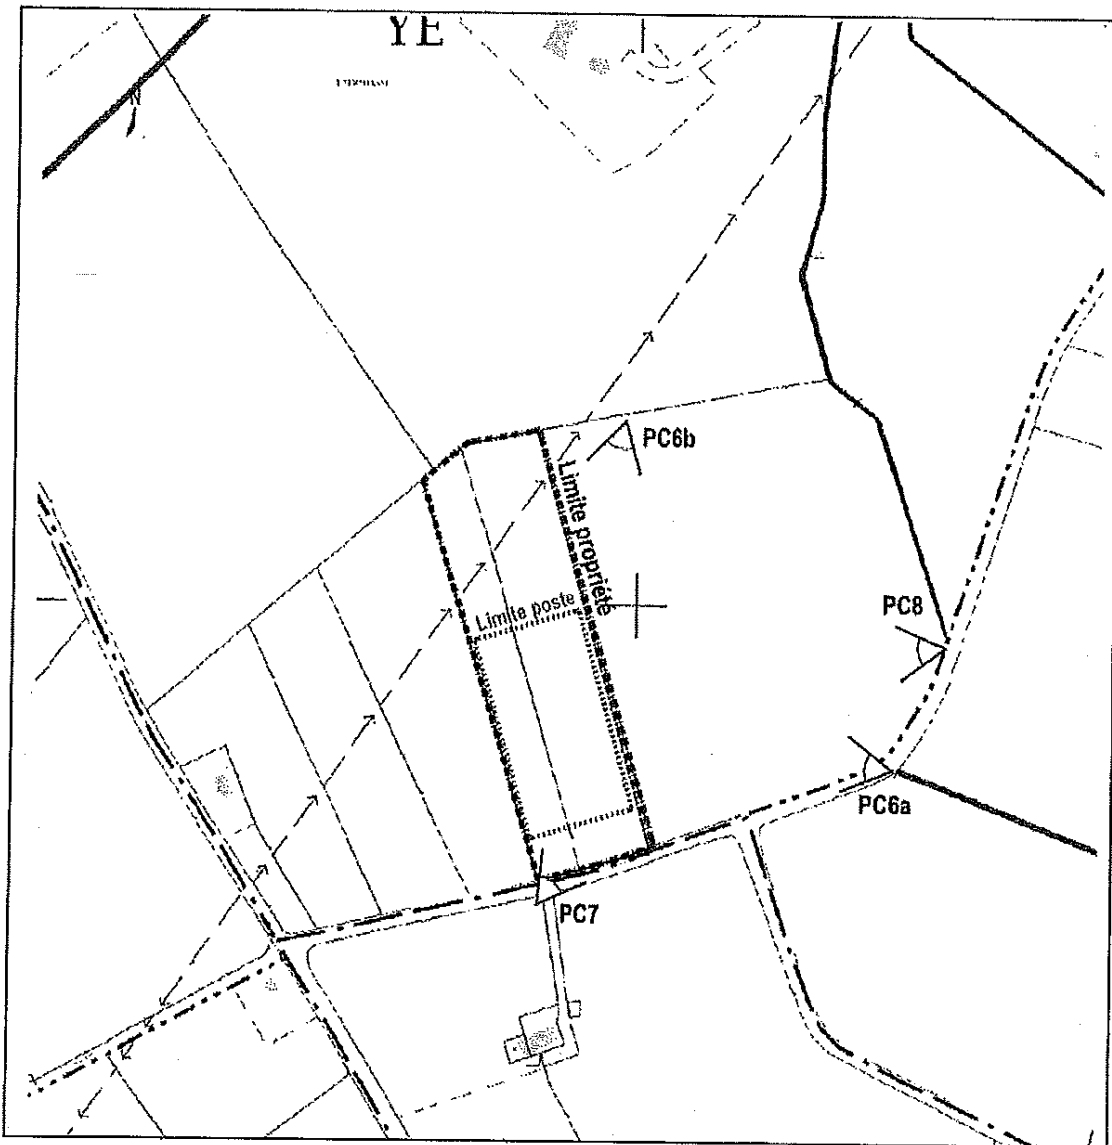 YE
N
PC6b
Limite propriété
Limite poste
PC8
PC6a
PC7